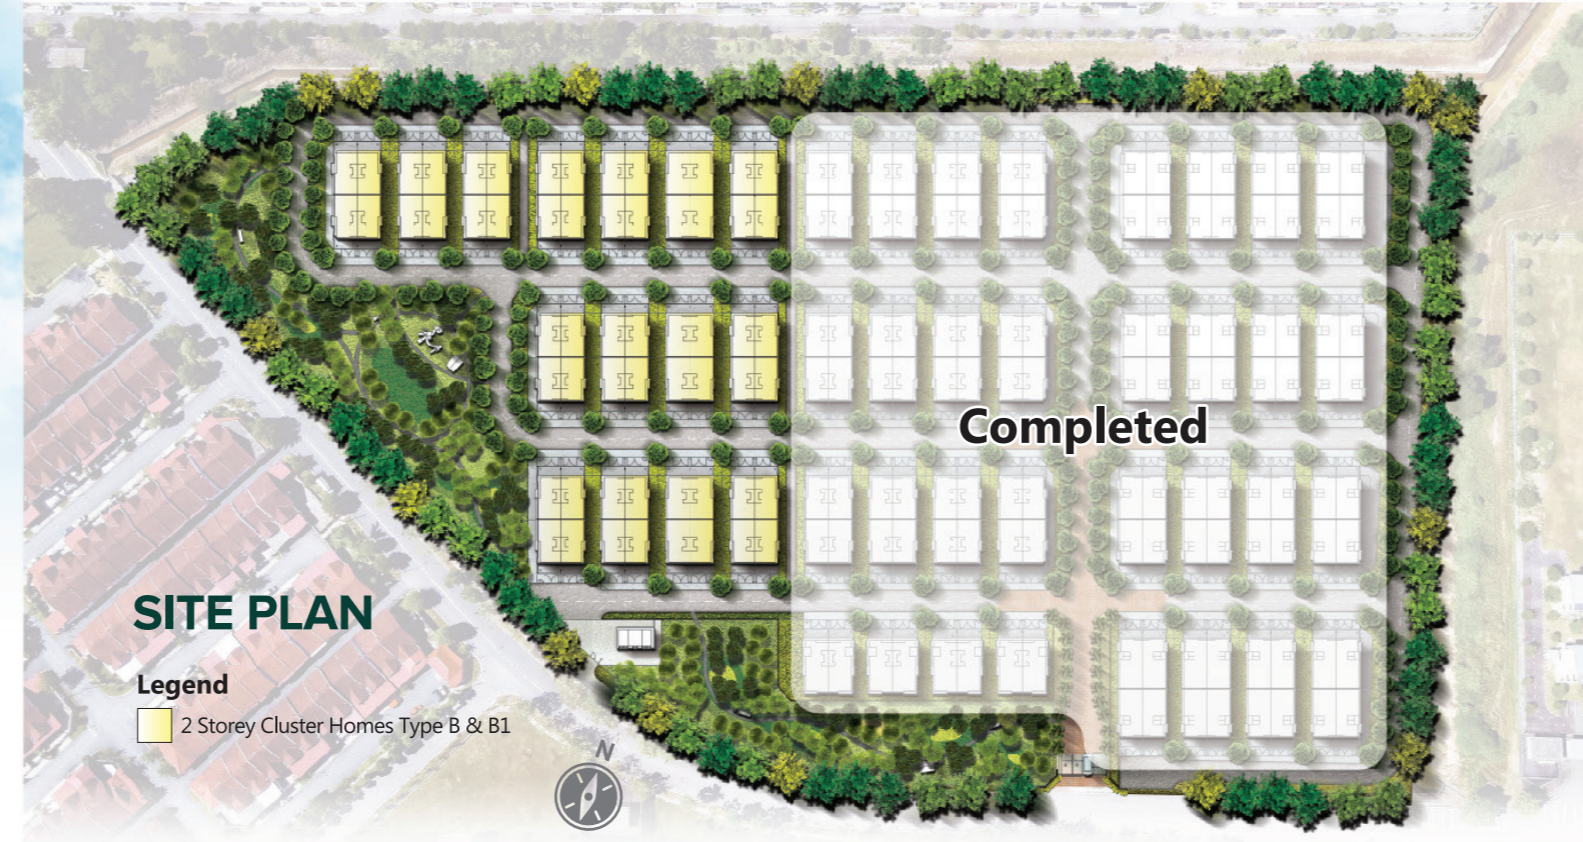 Completed
SITE PLAN
Legend
2 Storey Cluster Homes Type B & B1
N